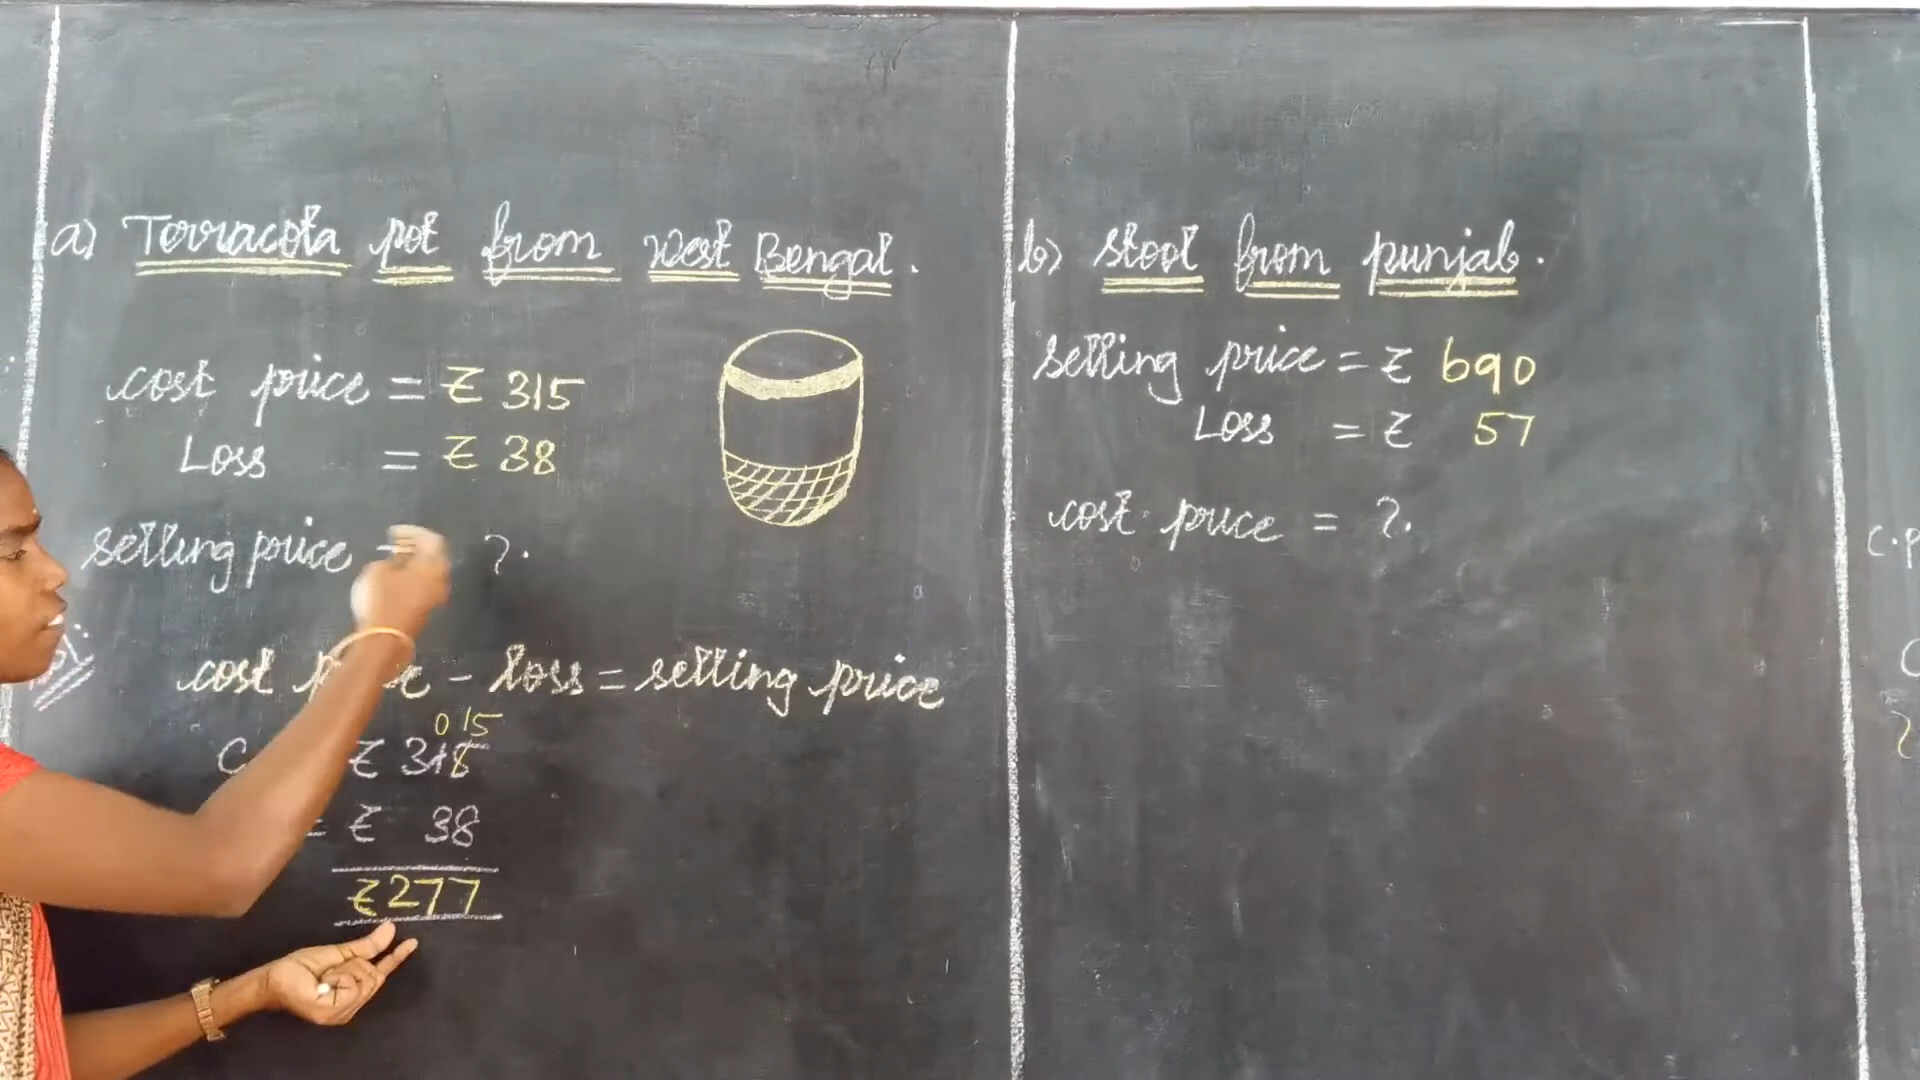 a) Terracota pot from West Bengal.
cost price = ₹ 315
Loss = ₹ 38
selling price = ?.
cost price - loss = selling price
0 15
C ₹ 315
= ₹ 38
₹ 277
b) stool from punjab.
selling price = ₹ 690
Loss = ₹ 57
cost price = ?.
C.P